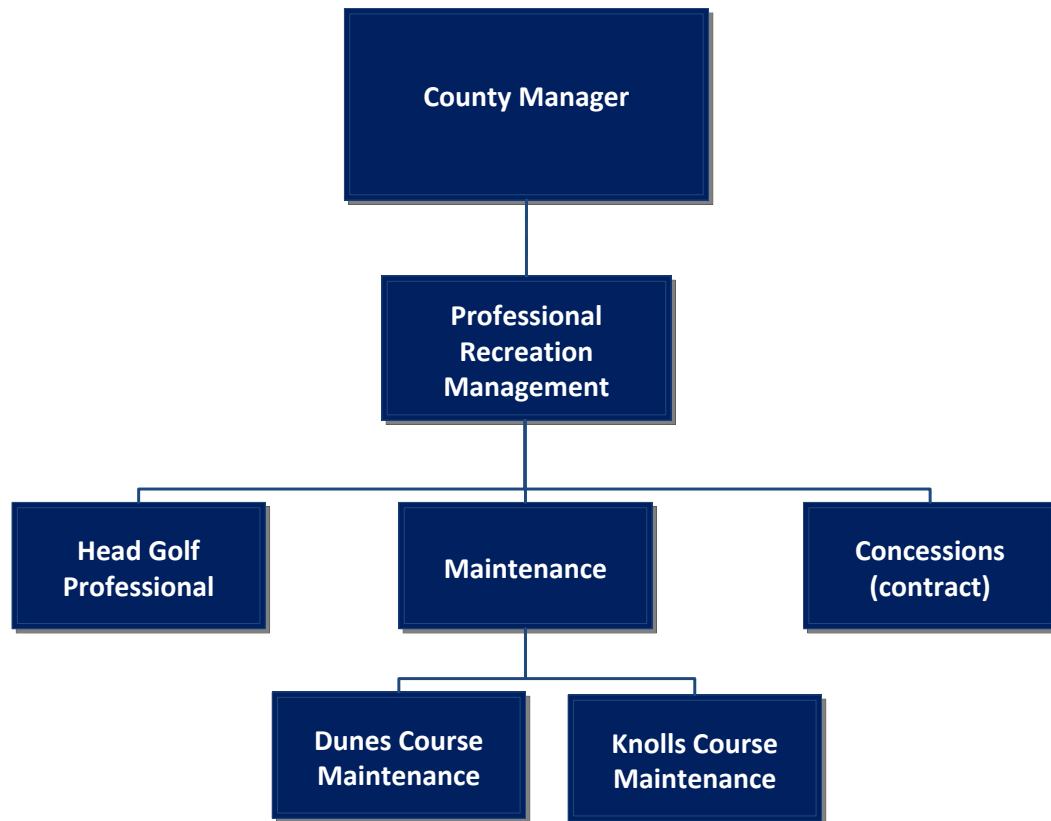 County Manager
Professional
Recreation
Management
Head Golf
Professional
Maintenance
Concessions
(contract)
Dunes Course
Maintenance
Knolls Course
Maintenance